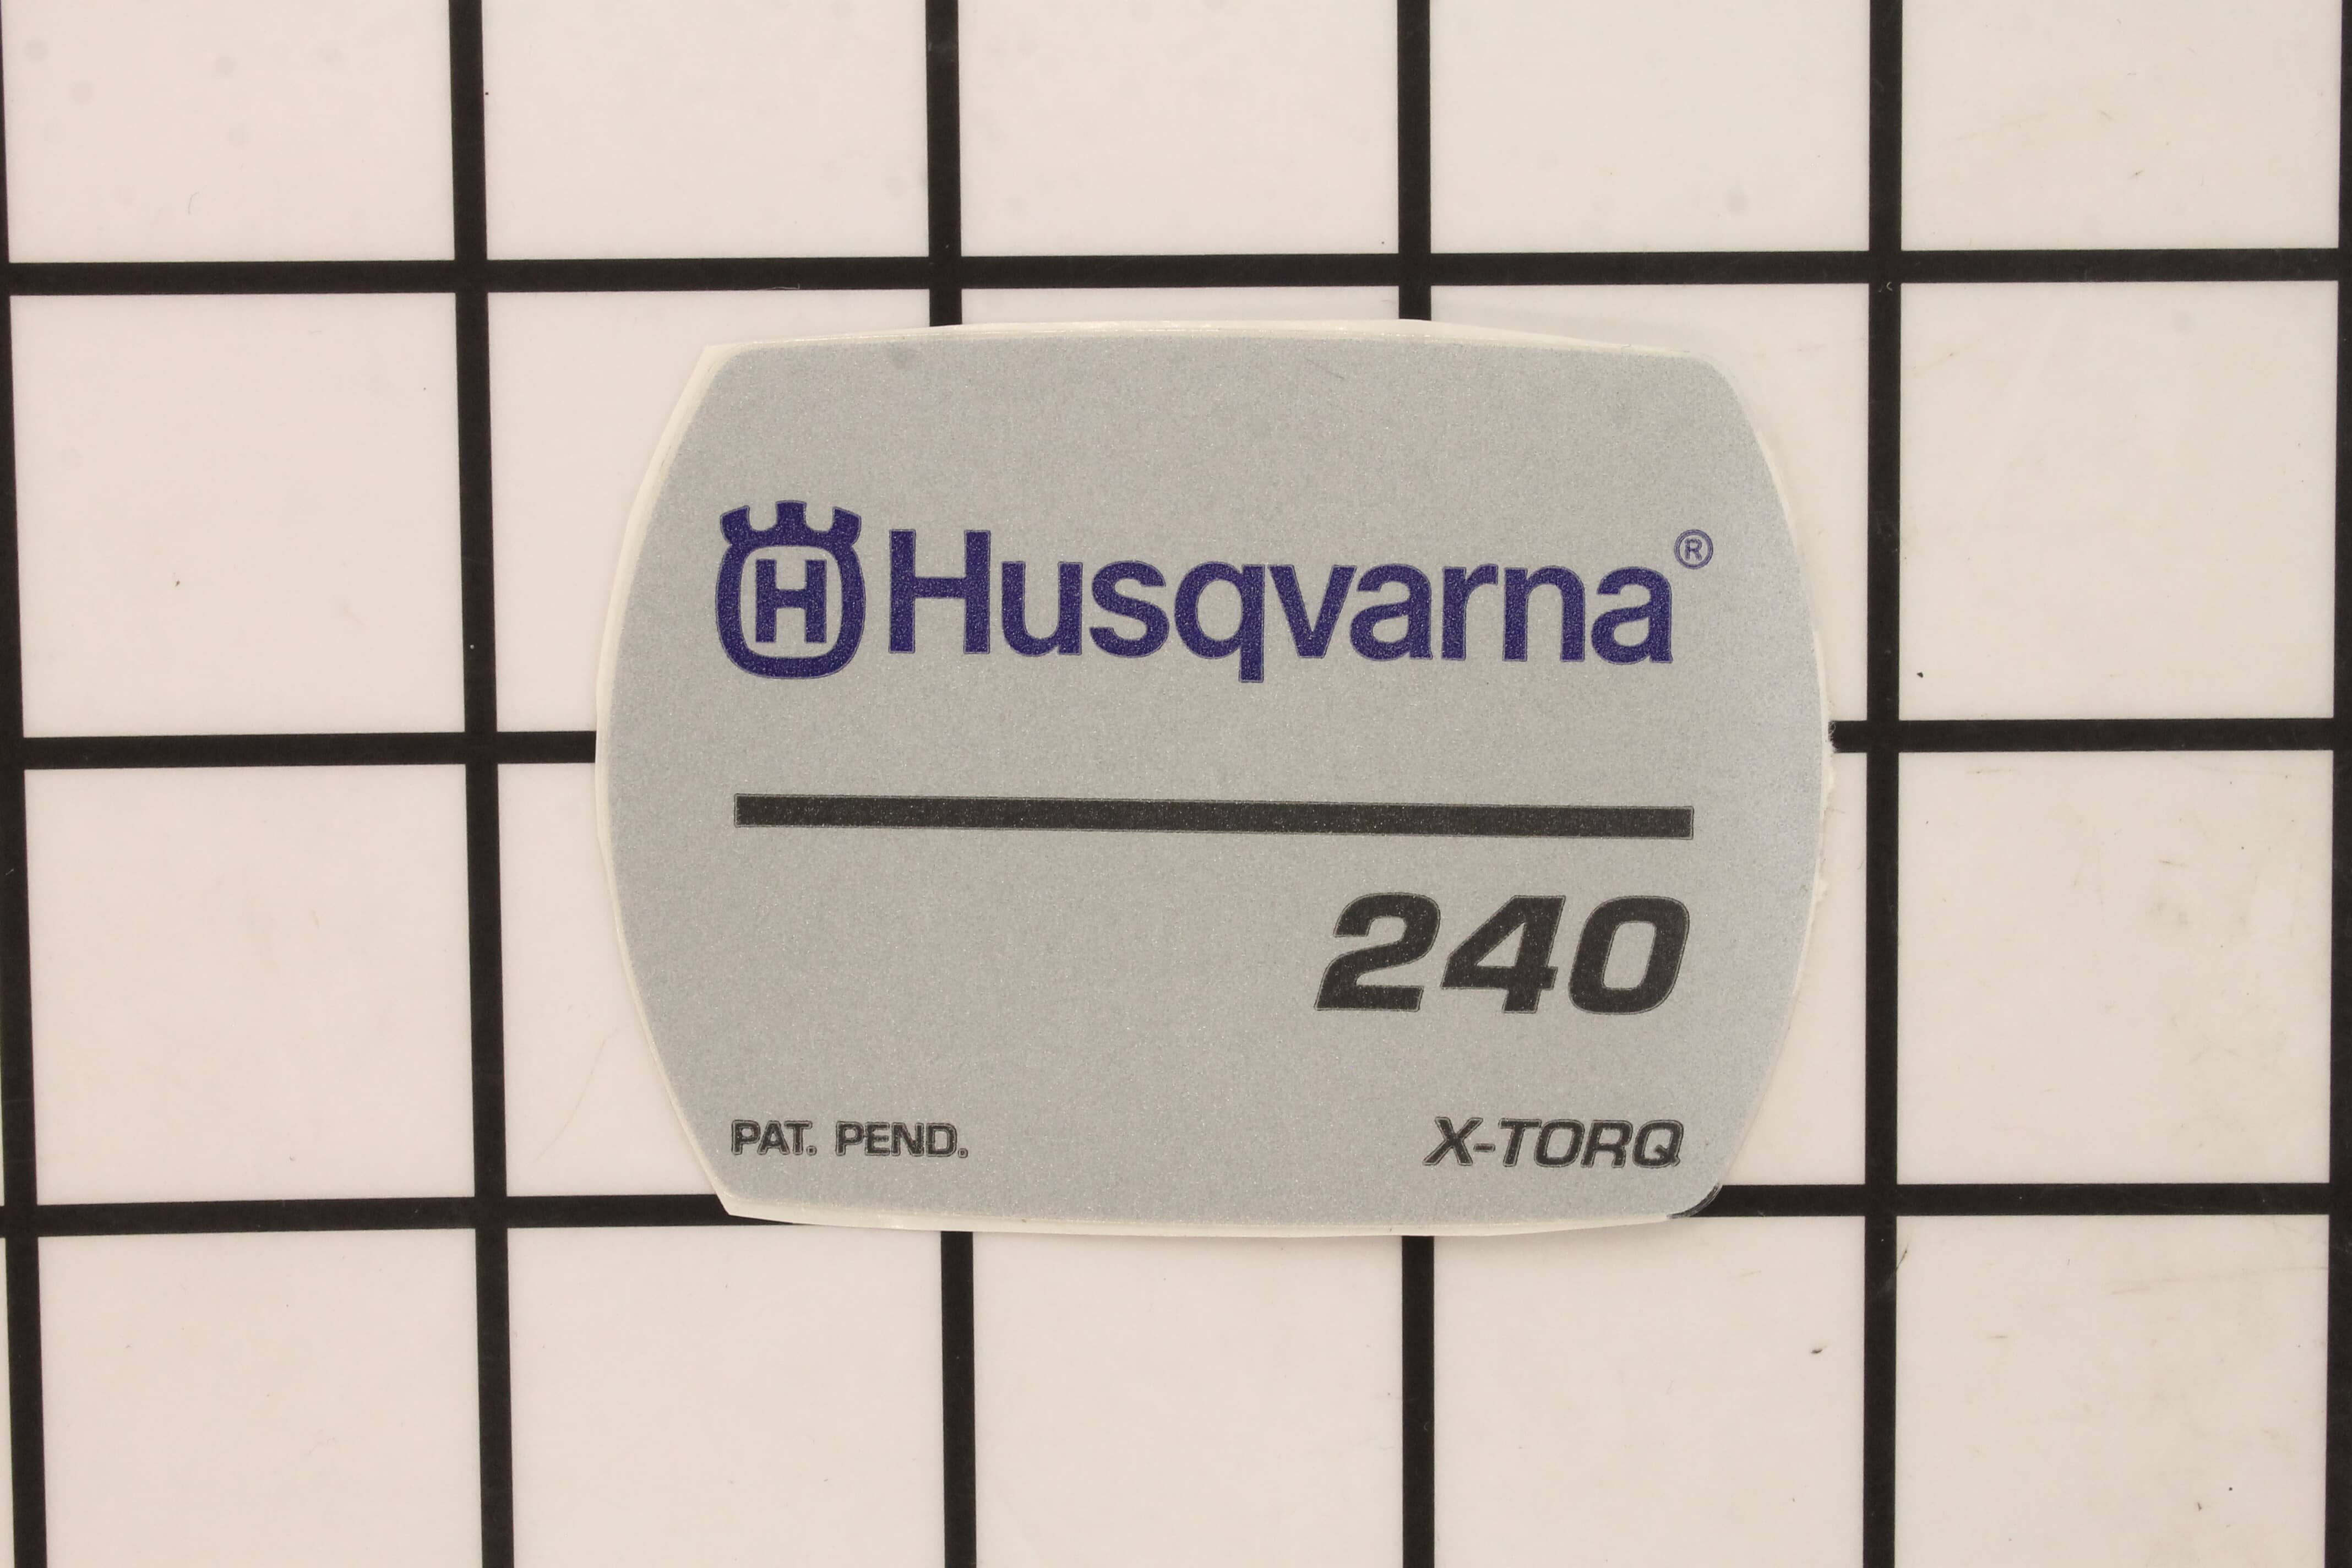 H Husqvarna®
240
PAT. PEND. X-TORQ